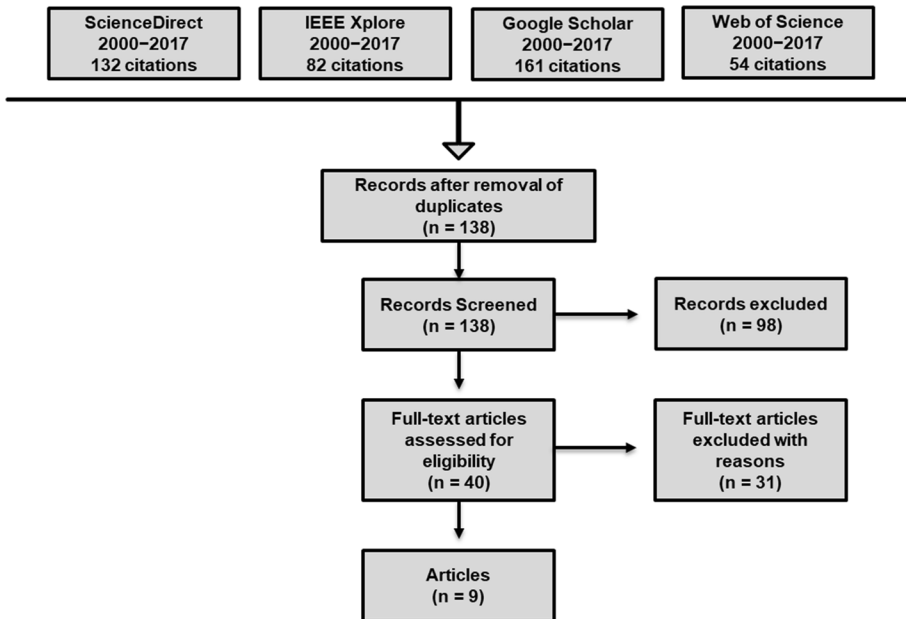 ScienceDirect
2000−2017
132 citations
IEEE Xplore
2000−2017
82 citations
Google Scholar
2000−2017
161 citations
Web of Science
2000−2017
54 citations
Records after removal of
duplicates
(n = 138)
Records Screened
(n = 138)
Records excluded
(n = 98)
Full-text articles
assessed for
eligibility
(n = 40)
Full-text articles
excluded with
reasons
(n = 31)
Articles
(n = 9)